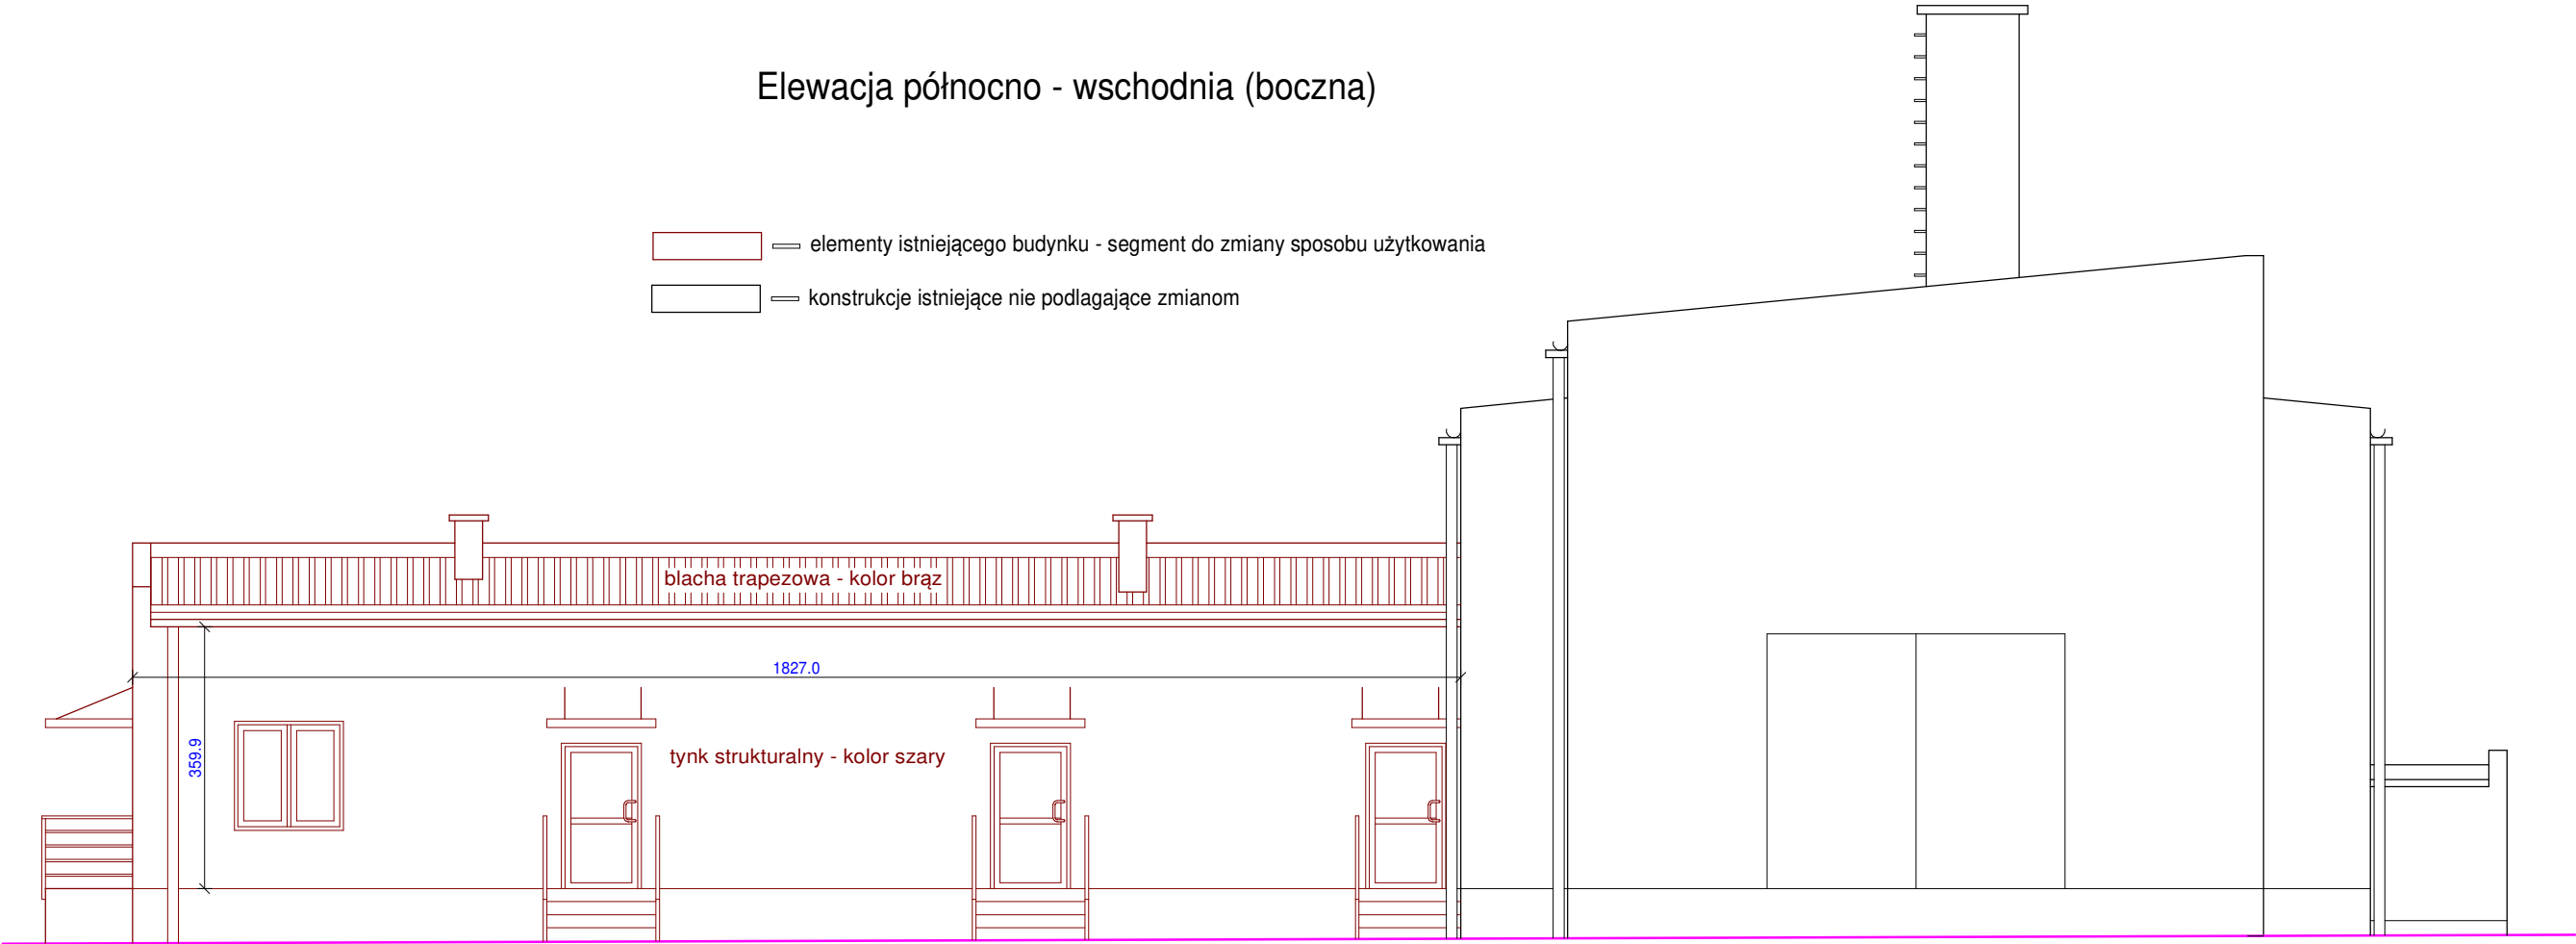 Elewacja północno - wschodnia (boczna)
elementy istniejącego budynku - segment do zmiany sposobu użytkowania
konstrukcje istniejące nie podlagające zmianom
blacha trapezowa - kolor brąz
1827.0
359.9
tynk strukturalny - kolor szary